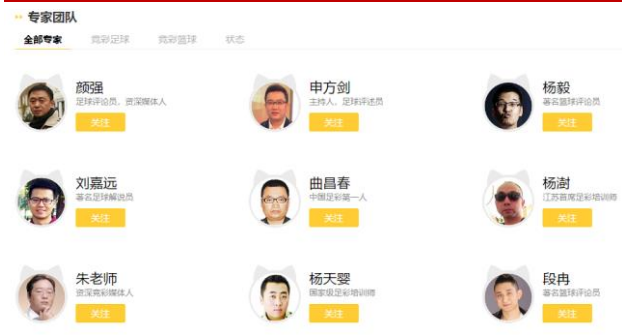 专家团队
全部专家 竞彩足球 竞彩篮球 状态
颜强
足球评论员，资深媒体人
关注
申方剑
主持人、足球评述员
关注
杨毅
著名篮球评论员
关注
刘嘉远
著名足球解说员
关注
曲昌春
中国足彩第一人
关注
杨澍
江苏首席足彩培训师
关注
朱老师
资深竞彩媒体人
关注
杨天婴
国家级足彩培训师
关注
段冉
著名篮球评论员
关注